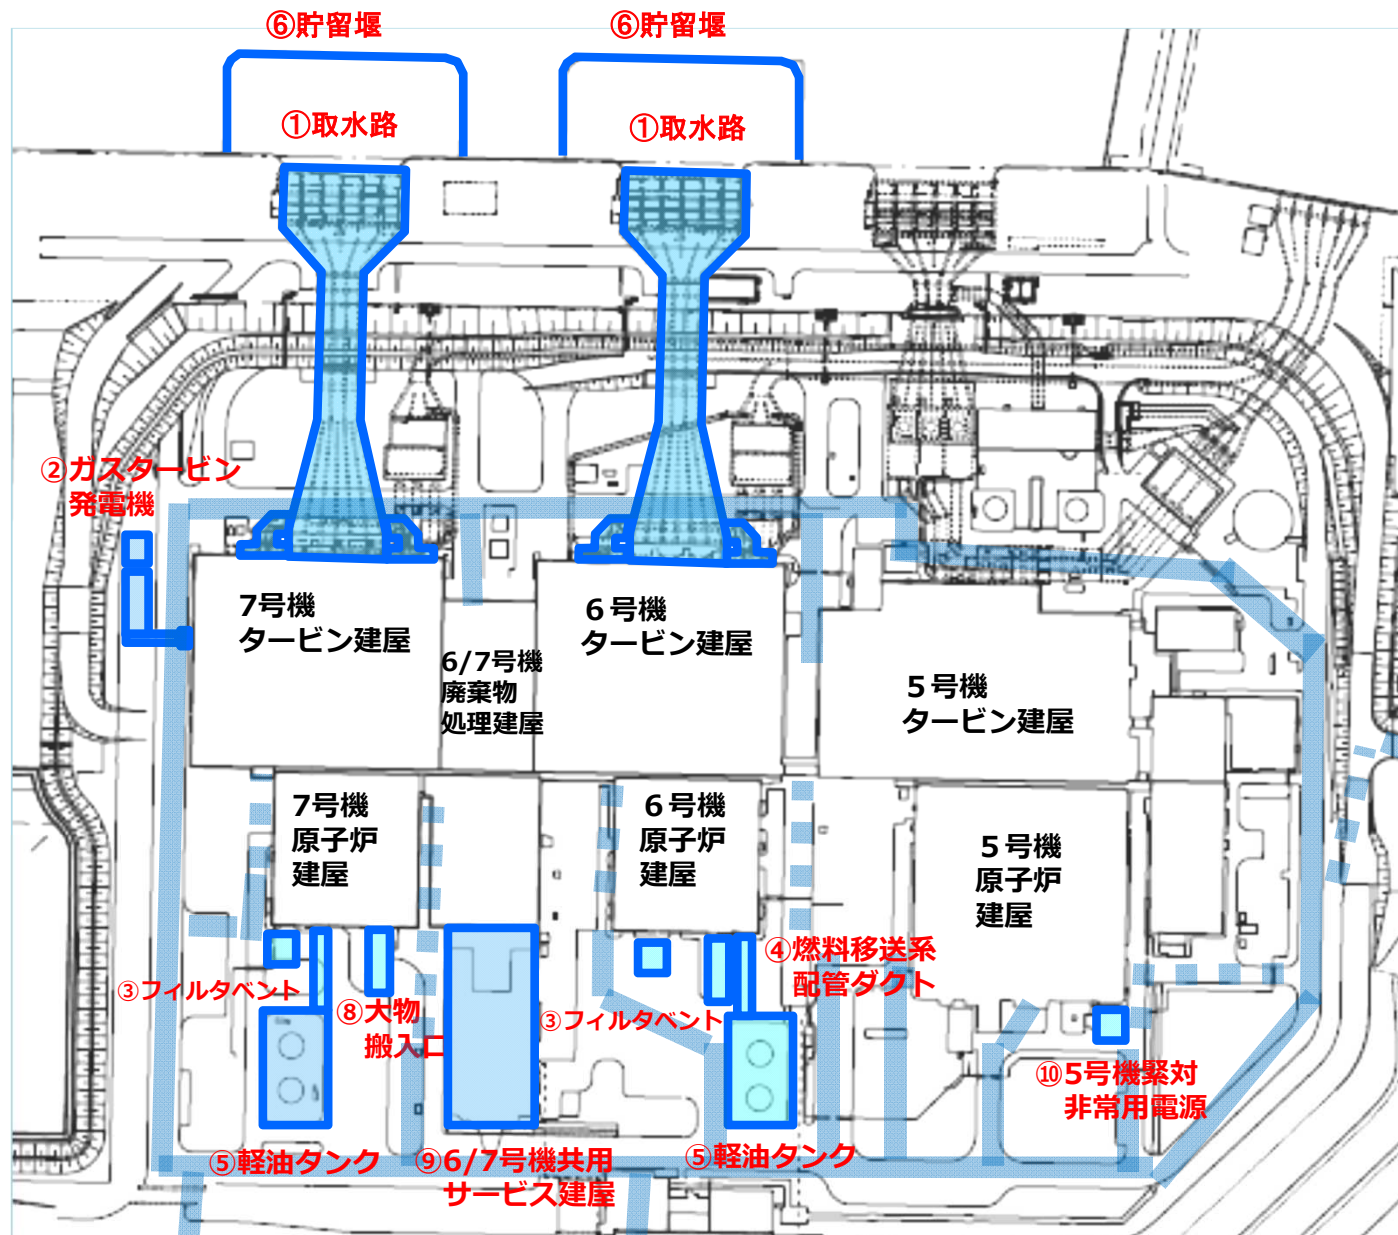 ⑥貯留堰
⑥貯留堰
①取水路
①取水路
②ガスタービン
発電機
7号機
タービン建屋
６号機
タービン建屋
6/7号機
廃棄物
処理建屋
５号機
タービン建屋
7号機
原子炉
建屋
６号機
原子炉
建屋
５号機
原子炉
建屋
③フィルタベント
⑧大物
搬入口
③フィルタベント
④燃料移送系
配管ダクト
⑩5号機緊対
非常用電源
⑤軽油タンク
⑨6/7号機共用
サービス建屋
⑤軽油タンク